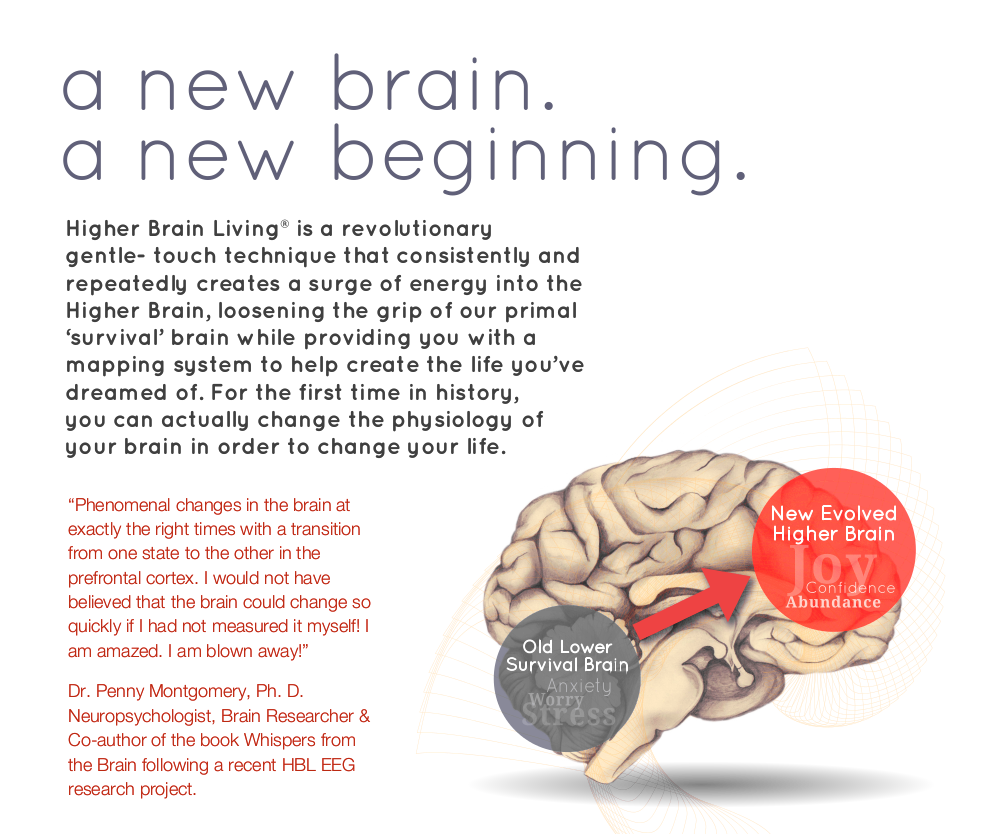 a new brain.
a new beginning.
Higher Brain Living® is a revolutionary
gentle- touch technique that consistently and
repeatedly creates a surge of energy into the
Higher Brain, loosening the grip of our primal
‘survival’ brain while providing you with a
mapping system to help create the life you’ve
dreamed of. For the first time in history,
you can actually change the physiology of
your brain in order to change your life.
“Phenomenal changes in the brain at
exactly the right times with a transition
from one state to the other in the
prefrontal cortex. I would not have
believed that the brain could change so
quickly if I had not measured it myself! I
am amazed. I am blown away!”
Dr. Penny Montgomery, Ph. D.
Neuropsychologist, Brain Researcher &
Co-author of the book Whispers from
the Brain following a recent HBL EEG
research project.
New Evolved
Higher Brain
Joy
Confidence
Abundance
Old Lower
Survival Brain
Anxiety
Worry
Stress